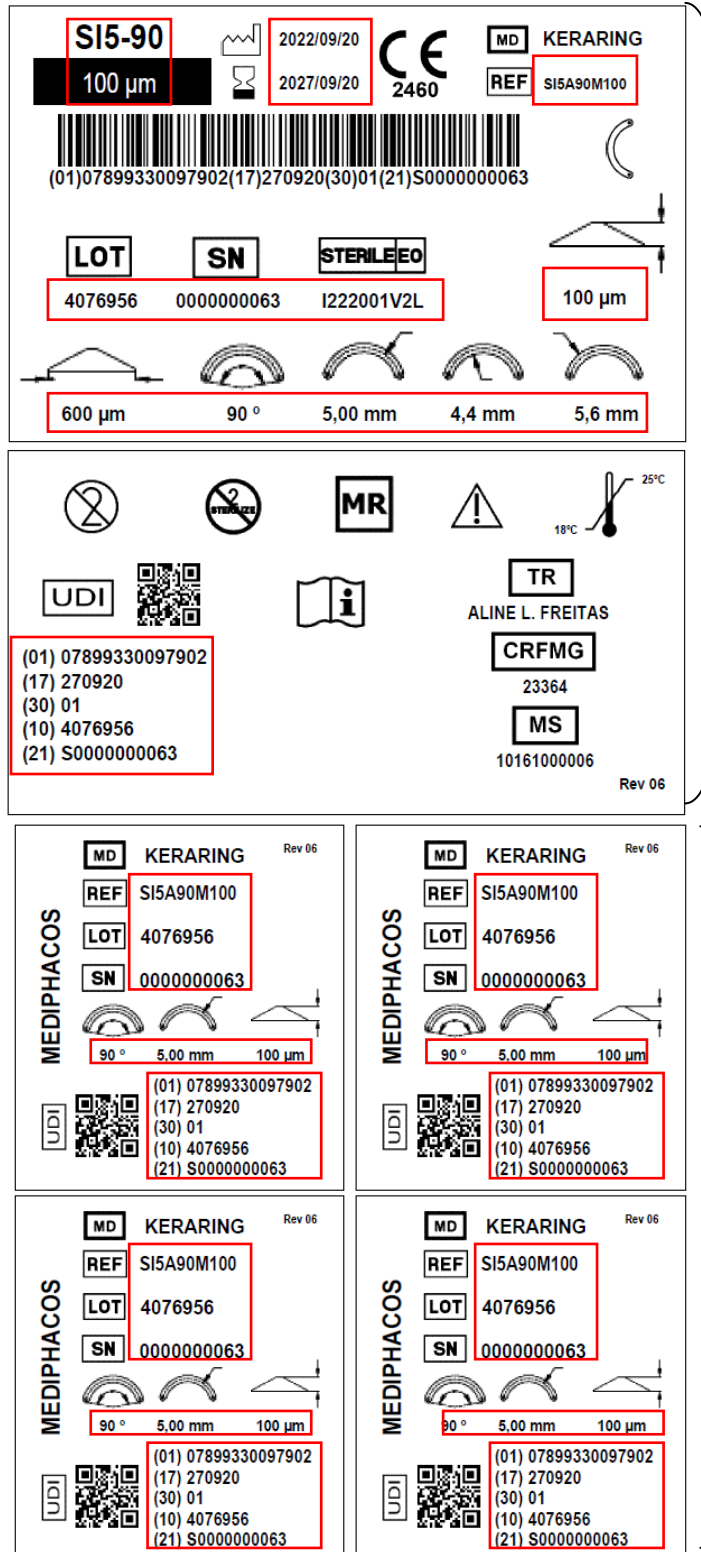 SI5-90
100 µm
2022/09/20
2027/09/20
CE
2460
MD KERARING
REF SI5A90M100
(01)07899330097902(17)270920(30)01(21)S0000000063
LOT SN STERILE EO
4076956 0000000063 I222001V2L
100 µm
600 µm 90 º 5,00 mm 4,4 mm 5,6 mm
2
2
STERILIZE
MR
25°C
18°C
UDI
(01) 07899330097902
(17) 270920
(30) 01
(10) 4076956
(21) S0000000063
i
TR
ALINE L. FREITAS
CRFMG
23364
MS
10161000006
Rev 06
MEDIPHACOS
MD KERARING Rev 06
REF SI5A90M100
LOT 4076956
SN 0000000063
90 º 5,00 mm 100 µm
UDI
(01) 07899330097902
(17) 270920
(30) 01
(10) 4076956
(21) S0000000063
MEDIPHACOS
MD KERARING Rev 06
REF SI5A90M100
LOT 4076956
SN 0000000063
90 º 5,00 mm 100 µm
UDI
(01) 07899330097902
(17) 270920
(30) 01
(10) 4076956
(21) S0000000063
MEDIPHACOS
MD KERARING Rev 06
REF SI5A90M100
LOT 4076956
SN 0000000063
90 º 5,00 mm 100 µm
UDI
(01) 07899330097902
(17) 270920
(30) 01
(10) 4076956
(21) S0000000063
MEDIPHACOS
MD KERARING Rev 06
REF SI5A90M100
LOT 4076956
SN 0000000063
90 º 5,00 mm 100 µm
UDI
(01) 07899330097902
(17) 270920
(30) 01
(10) 4076956
(21) S0000000063